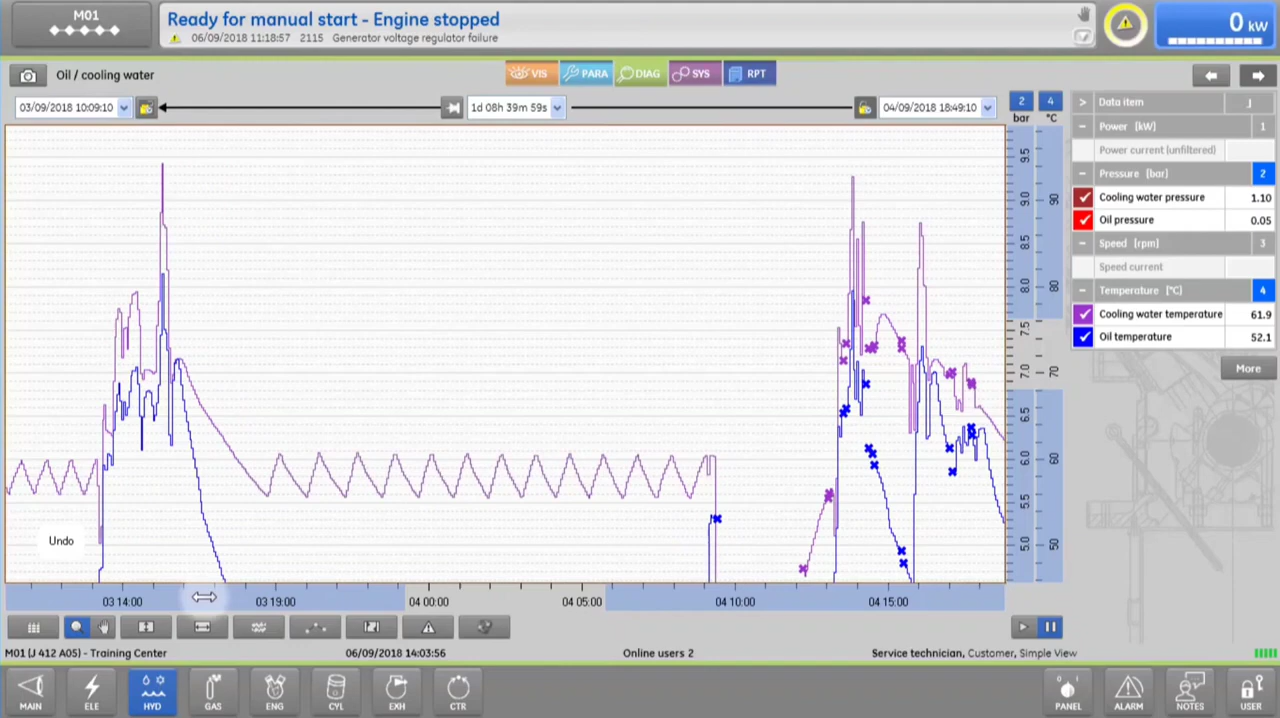 M01
Ready for manual start - Engine stopped
06/09/2018 11:18:57 2115 Generator voltage regulator failure
0 kW
Oil / cooling water
VIS
PARA
DIAG
SYS
RPT
03/09/2018 10:09:10
1d 08h 39m 59s
04/09/2018 18:49:10
2
4
bar
°C
> Data item J
− Power [kW] 1
Power current (unfiltered)
− Pressure [bar] 2
Cooling water pressure 1.10
Oil pressure 0.05
− Speed [rpm] 3
Speed current
− Temperature [°C] 4
Cooling water temperature 61.9
Oil temperature 52.1
More
9.5
9.0 90
8.5
8.0 80
7.5
7.0 70
6.5
6.0 60
5.5
5.0 50
Undo
03 14:00
03 19:00
04 00:00
04 05:00
04 10:00
04 15:00
M01 (J 412 A05) - Training Center
06/09/2018 14:03:56
Online users 2
Service technician, Customer, Simple View
MAIN
ELE
HYD
GAS
ENG
CYL
EXH
CTR
PANEL
ALARM
NOTES
USER